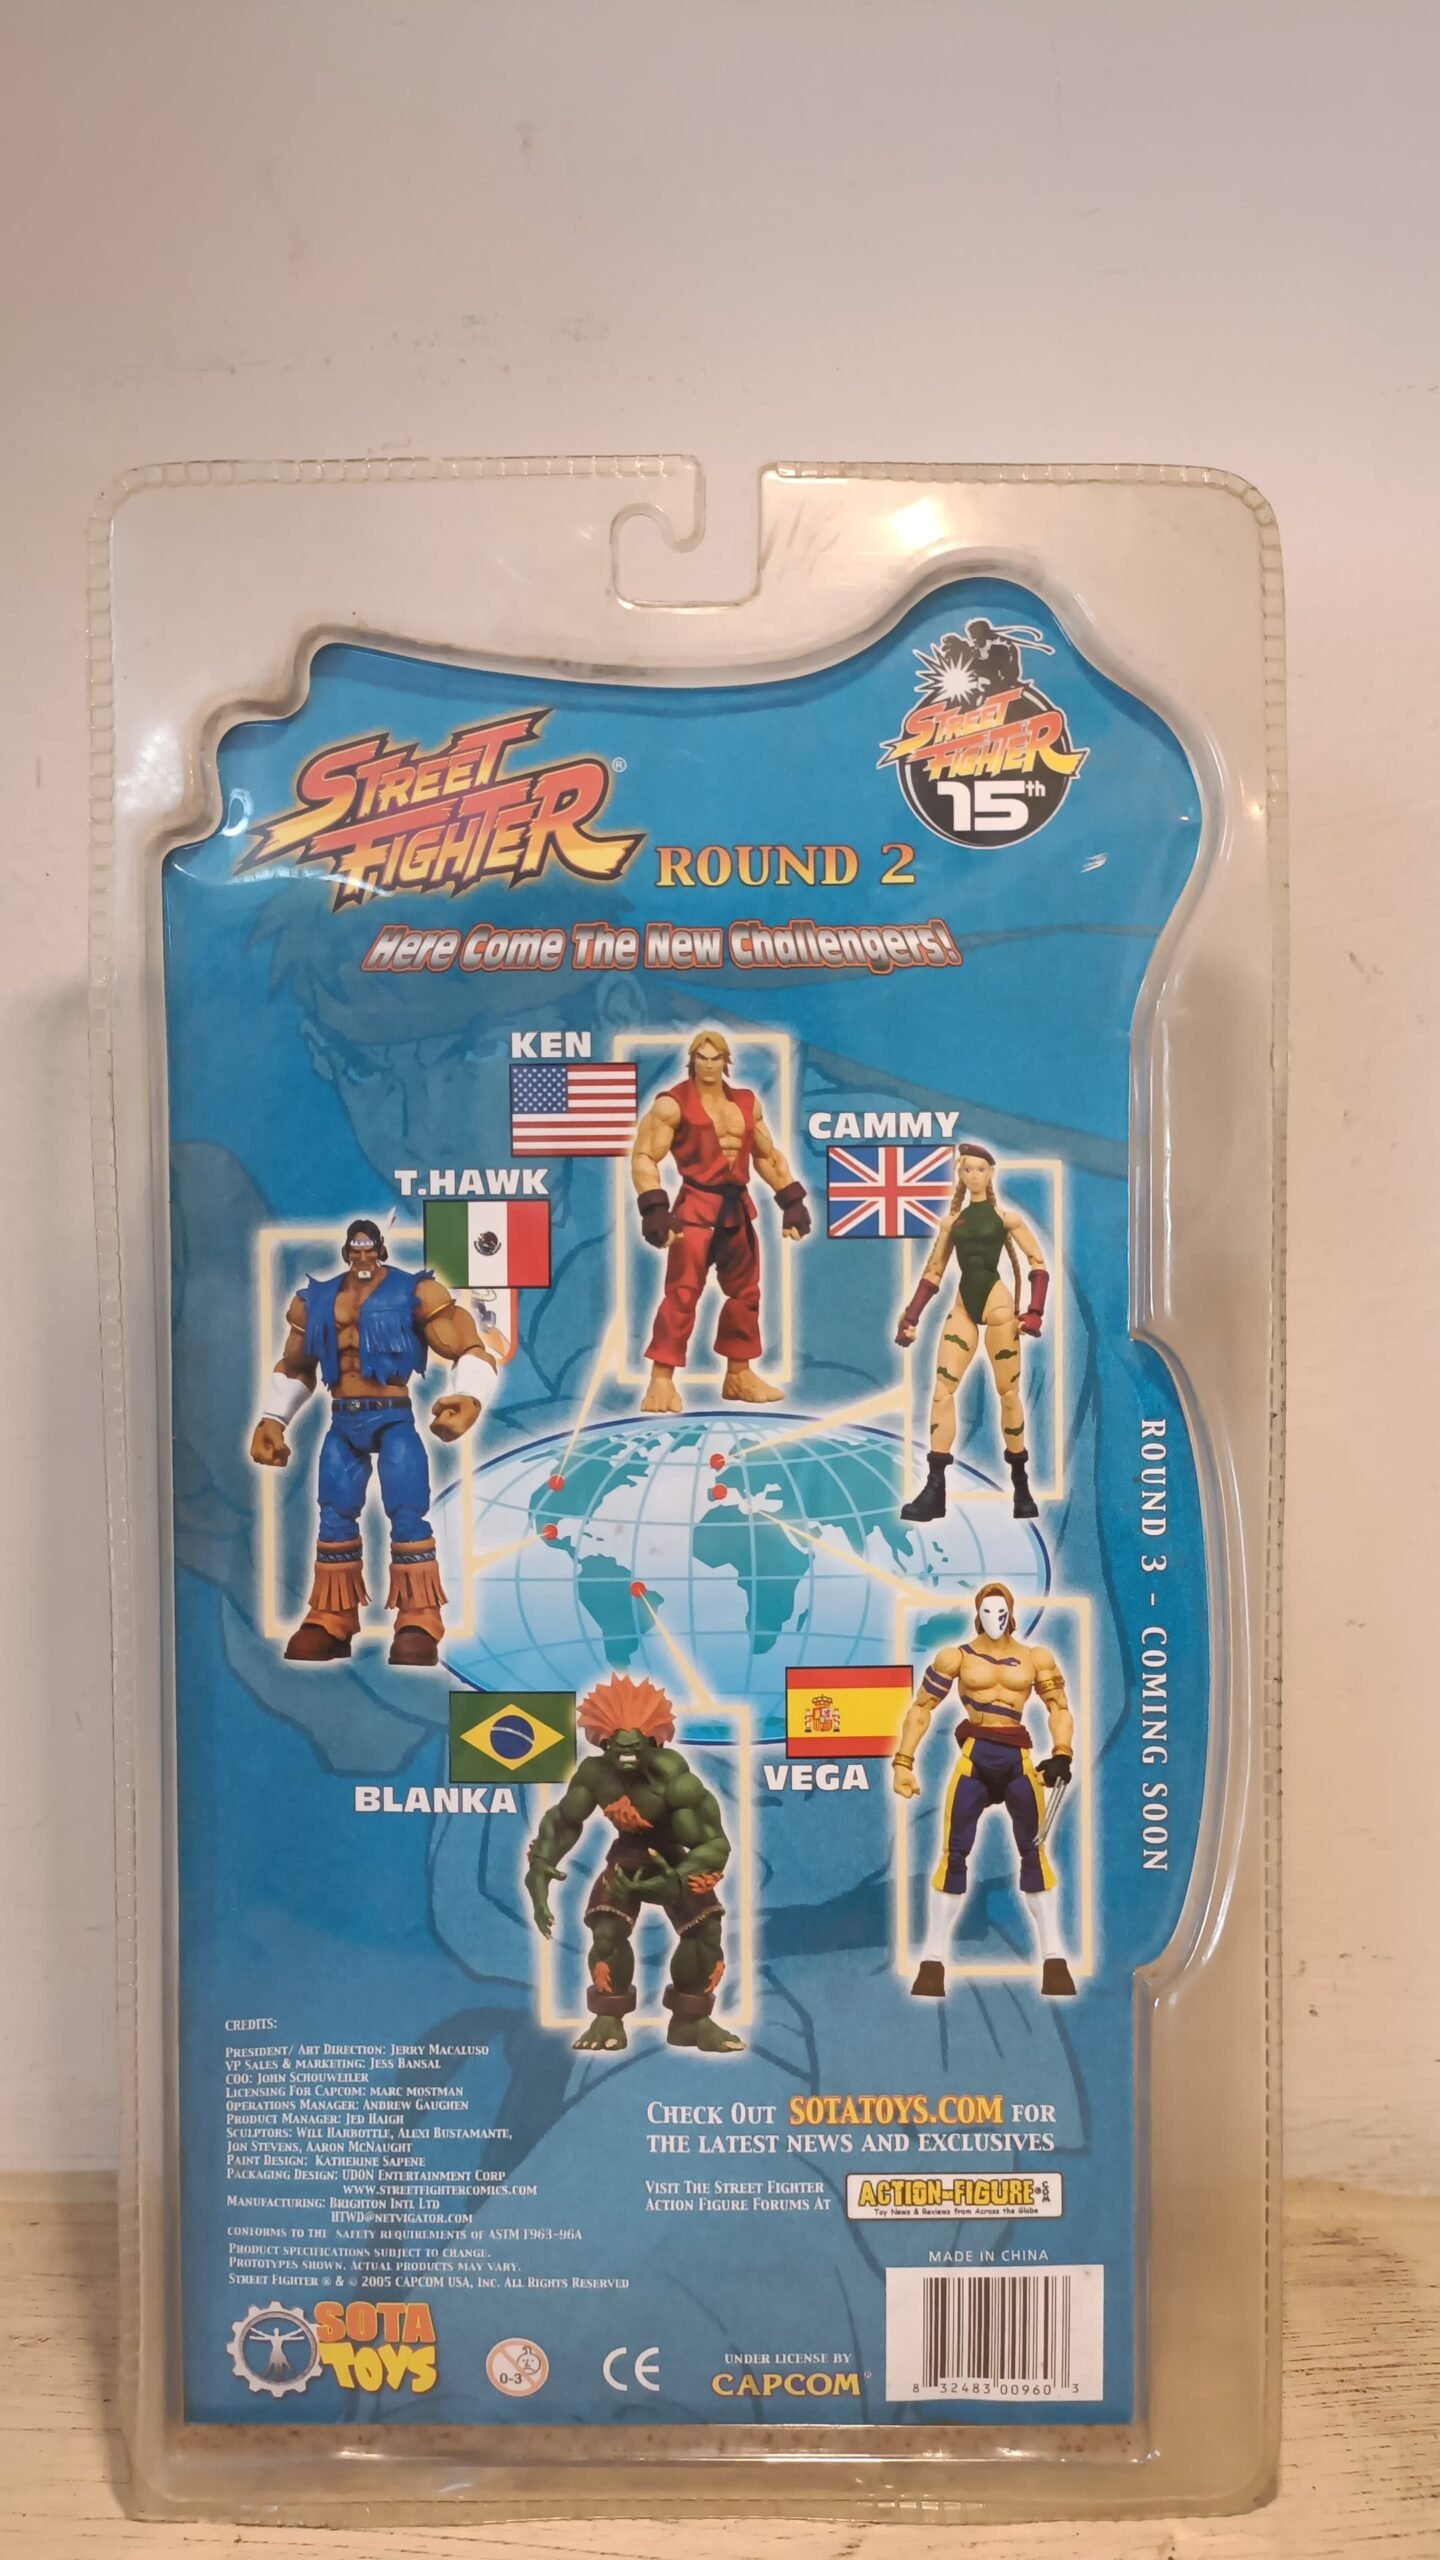 STREET FIGHTER ®
STREET FIGHTER
15th
ROUND 2
Here Come The New Challengers!
KEN
CAMMY
T.HAWK
BLANKA
VEGA
ROUND 3 - COMING SOON
CREDITS:
PRESIDENT/ ART DIRECTION: JERRY MACALUSO
VP SALES & MARKETING: JESS BANSAL
COO: JOHN SCHOUWEILER
LICENSING FOR CAPCOM: MARC MOSTMAN
OPERATIONS MANAGER: ANDREW GAUGHEN
PRODUCT MANAGER: JED HAIGH
SCULPTORS: WILL HARBOTTLE, ALEXI BUSTAMANTE,
JON STEVENS, AARON MCNAUGHT
PAINT DESIGN: KATHERINE SAPENE
PACKAGING DESIGN: UDON ENTERTAINMENT CORP
WWW.STREETFIGHTERCOMICS.COM
MANUFACTURING: BRIGHTON INTL LTD
HTWD@NETVIGATOR.COM
CONFORMS TO THE SAFETY REQUIREMENTS OF ASTM F963-96A
PRODUCT SPECIFICATIONS SUBJECT TO CHANGE.
PROTOTYPES SHOWN. ACTUAL PRODUCTS MAY VARY.
STREET FIGHTER ® & © 2005 CAPCOM USA, INC. ALL RIGHTS RESERVED
CHECK OUT SOTATOYS.COM FOR
THE LATEST NEWS AND EXCLUSIVES
VISIT THE STREET FIGHTER
ACTION FIGURE FORUMS AT
ACTION-FIGURE.COM
Toy News & Reviews from Across the Globe
MADE IN CHINA
SOTA
TOYS
0-3
CE
UNDER LICENSE BY
CAPCOM®
8 32483 00960 3